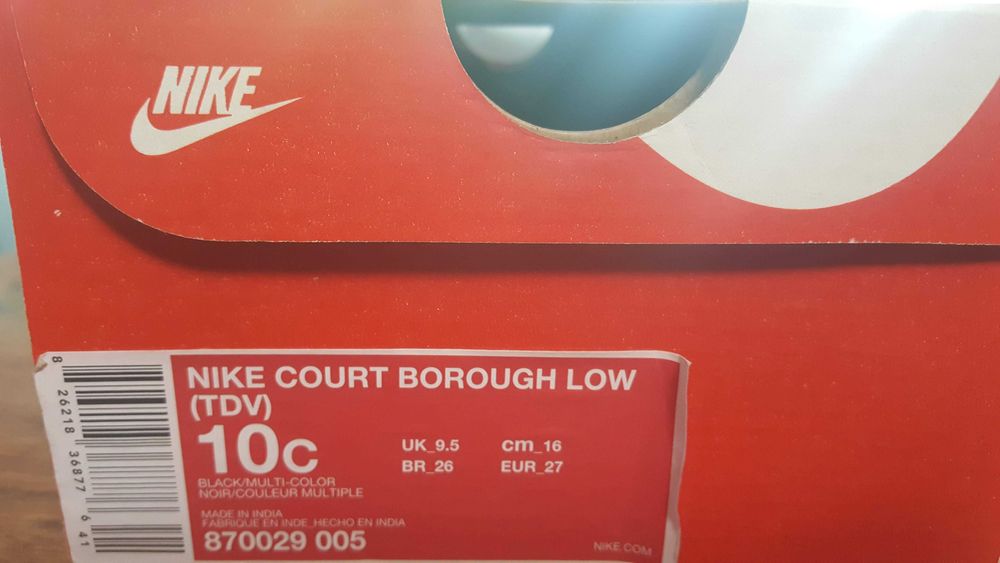 NIKE
NIKE COURT BOROUGH LOW
(TDV)
10C
UK_9.5 cm_16
BR_26 EUR_27
BLACK/MULTI-COLOR
NOIR/COULEUR MULTIPLE
MADE IN INDIA
FABRIQUE EN INDE_HECHO EN INDIA
870029 005
NIKE.COM
8 26218 36877 6 41